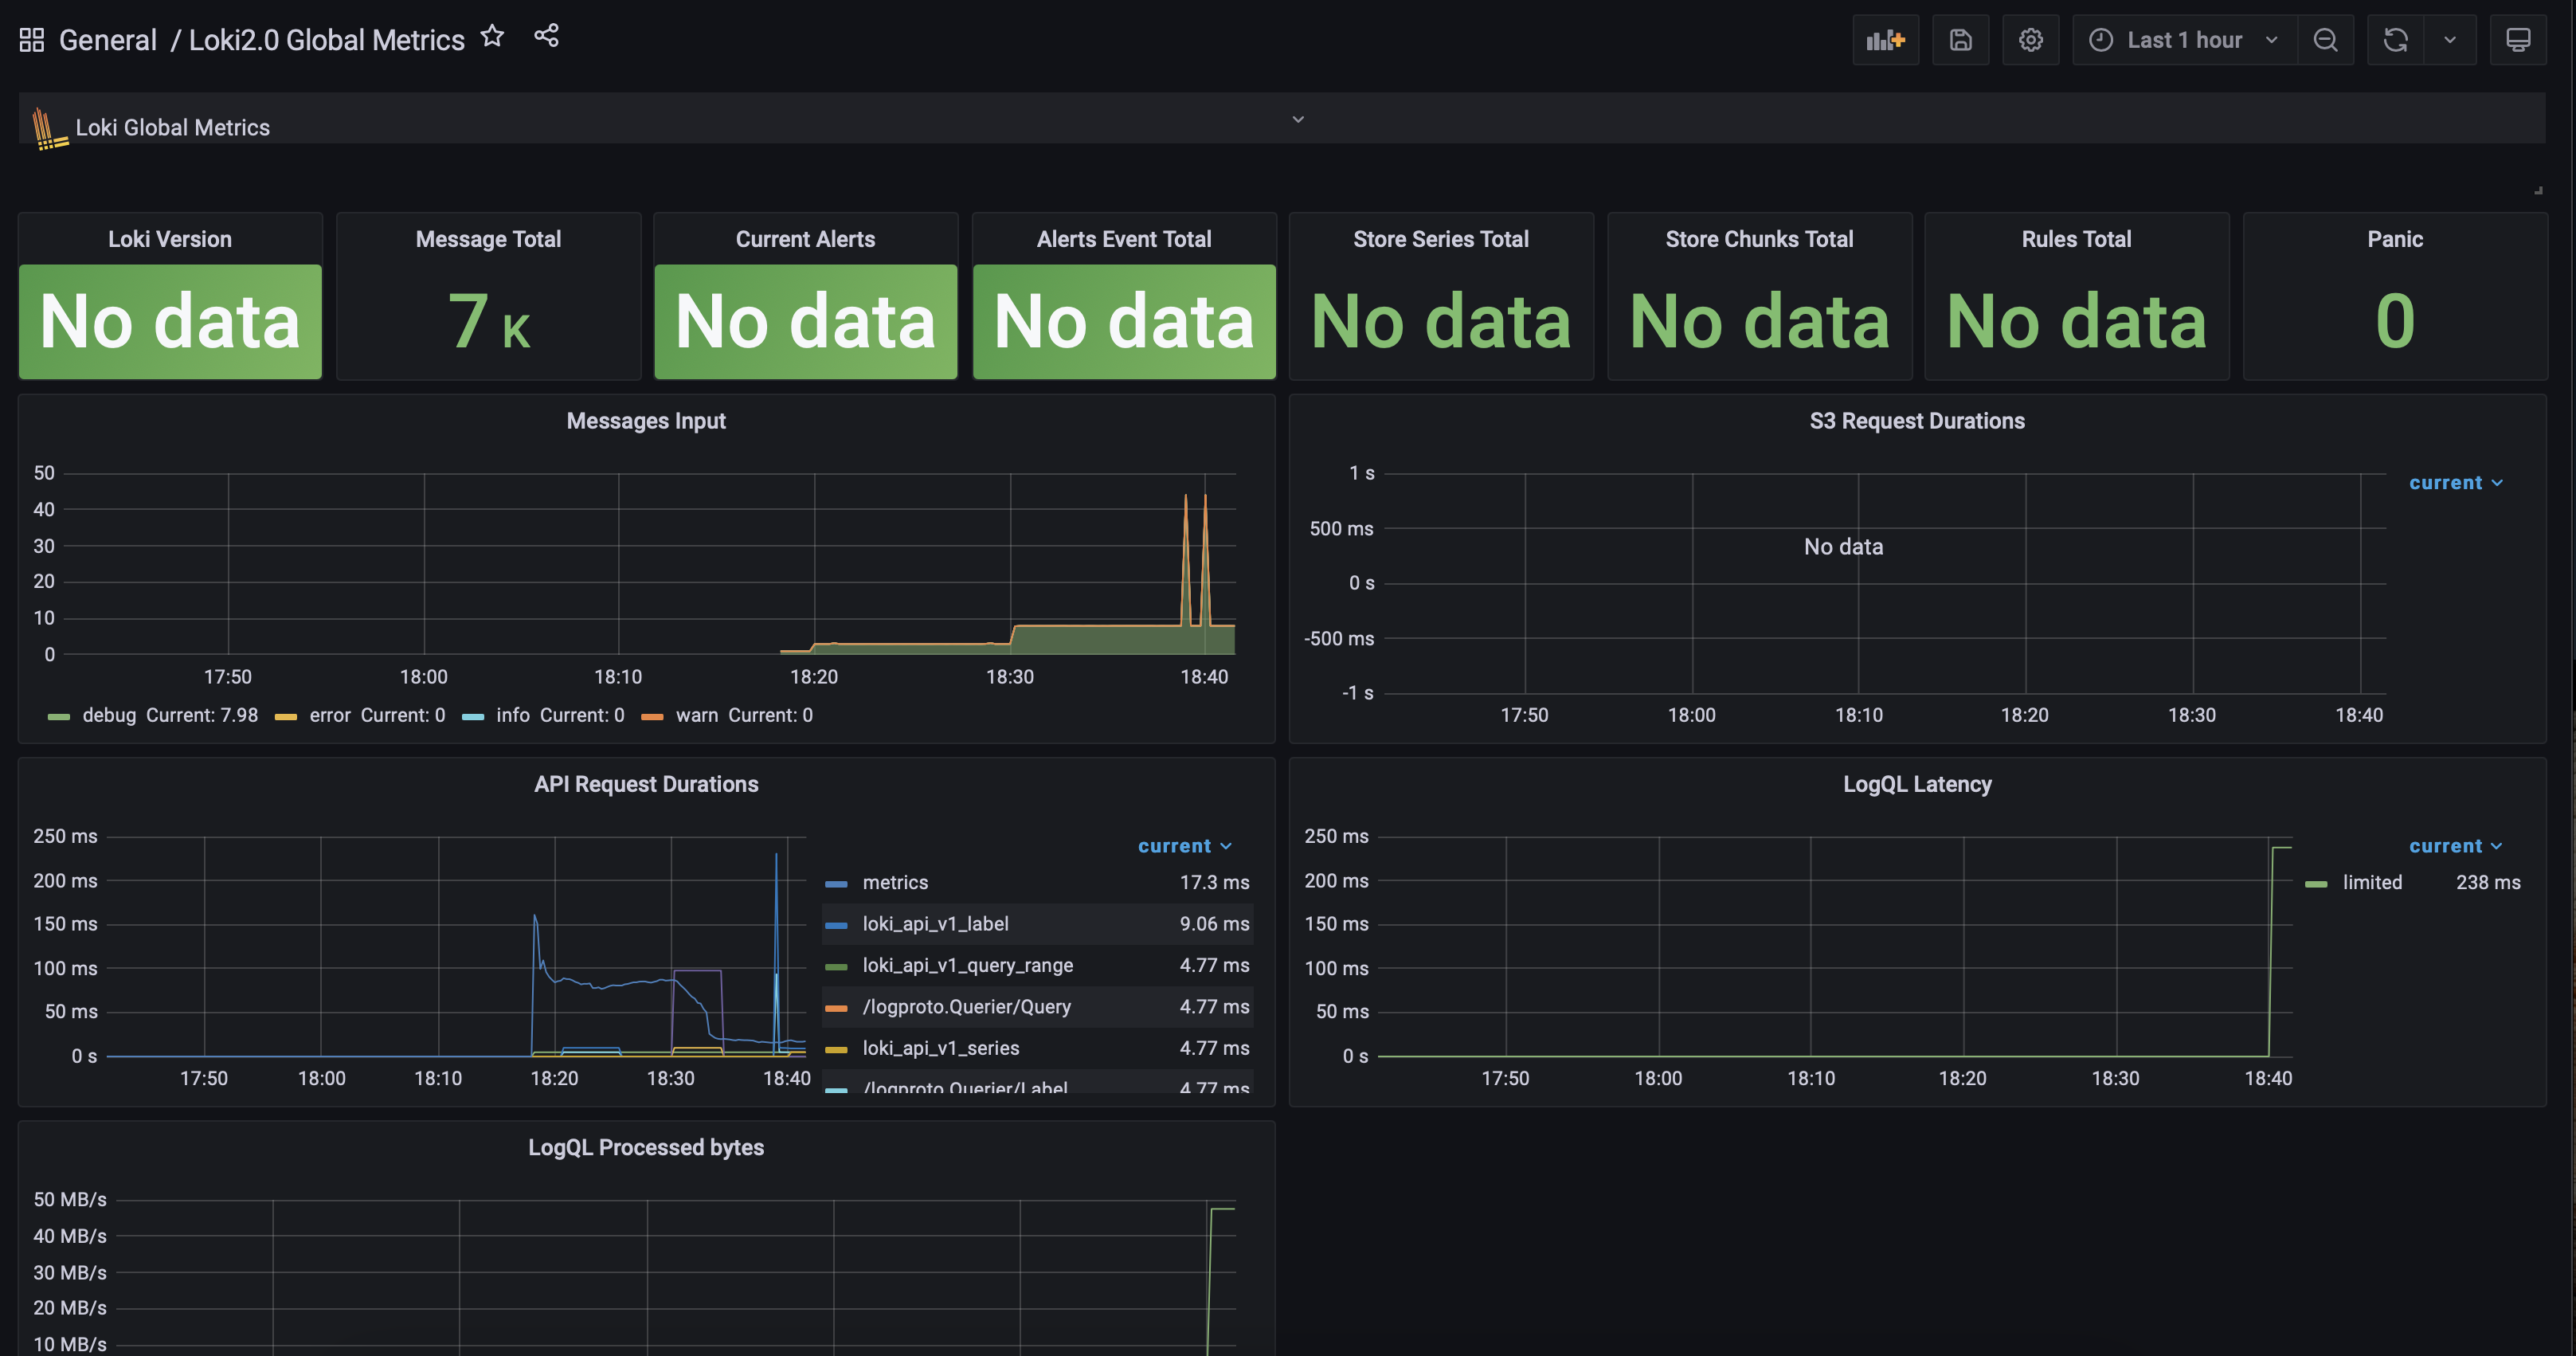 General / Loki2.0 Global Metrics
Last 1 hour
Loki Global Metrics
Loki Version
No data
Message Total
7 K
Current Alerts
No data
Alerts Event Total
No data
Store Series Total
No data
Store Chunks Total
No data
Rules Total
No data
Panic
0
Messages Input
50
40
30
20
10
0
17:50 18:00 18:10 18:20 18:30 18:40
debug Current: 7.98 error Current: 0 info Current: 0 warn Current: 0
S3 Request Durations
1 s
500 ms
0 s
-500 ms
-1 s
No data
17:50 18:00 18:10 18:20 18:30 18:40
current
API Request Durations
250 ms
200 ms
150 ms
100 ms
50 ms
0 s
17:50 18:00 18:10 18:20 18:30 18:40
current
metrics 17.3 ms
loki_api_v1_label 9.06 ms
loki_api_v1_query_range 4.77 ms
/logproto.Querier/Query 4.77 ms
loki_api_v1_series 4.77 ms
/logproto.Querier/Label 4.77 ms
LogQL Latency
250 ms
200 ms
150 ms
100 ms
50 ms
0 s
17:50 18:00 18:10 18:20 18:30 18:40
current
limited 238 ms
LogQL Processed bytes
50 MB/s
40 MB/s
30 MB/s
20 MB/s
10 MB/s